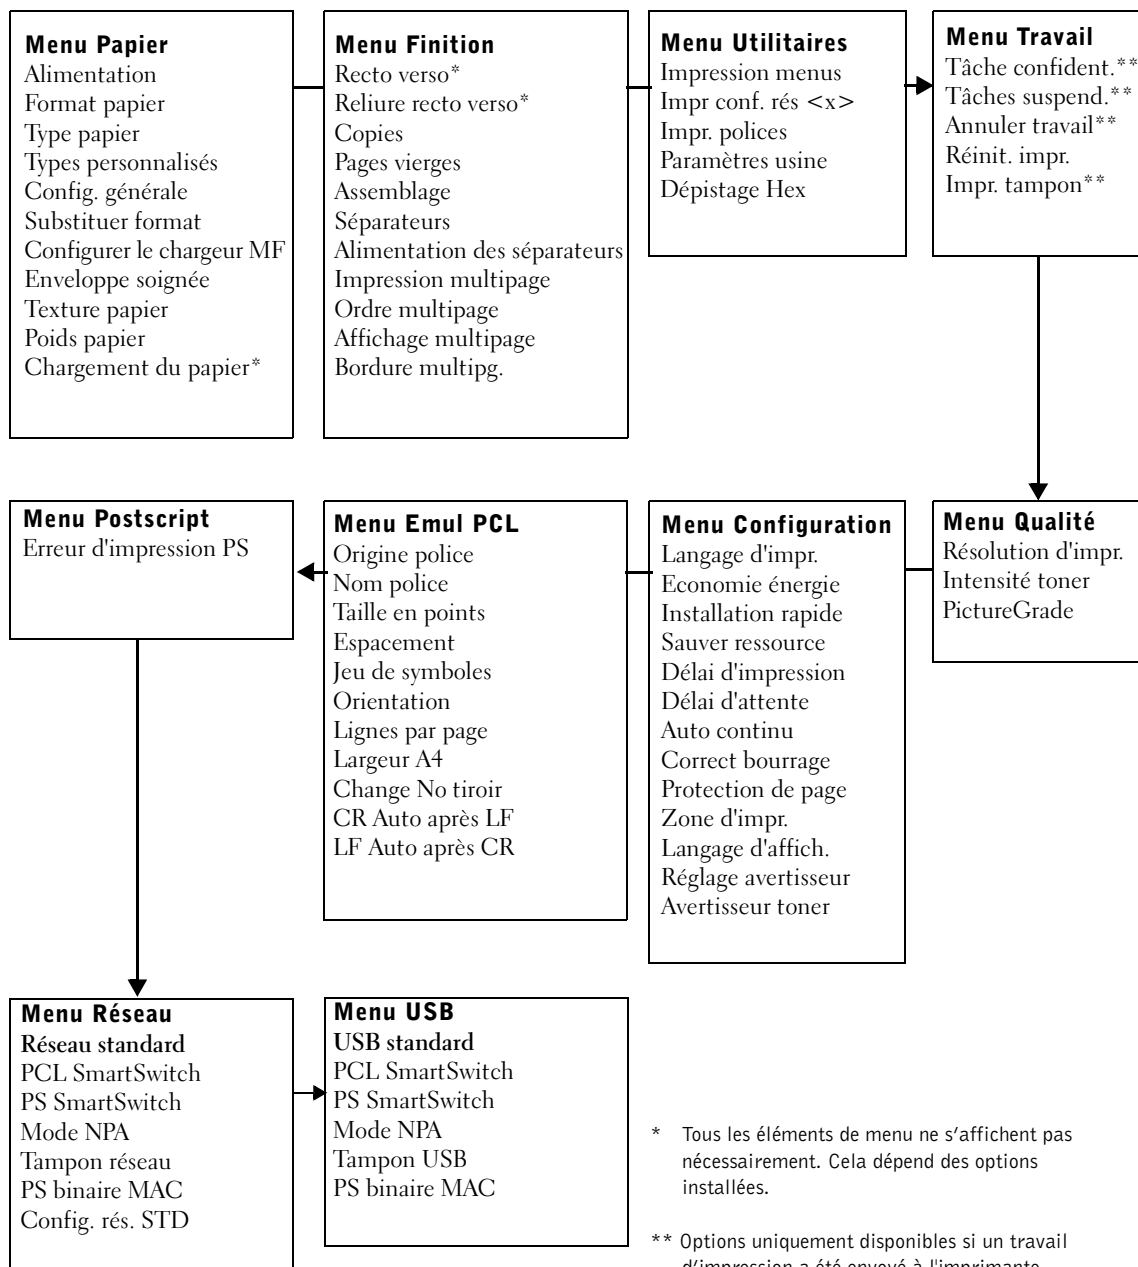 Menu Papier
Alimentation
Format papier
Type papier
Types personnalisés
Config. générale
Substituer format
Configurer le chargeur MF
Enveloppe soignée
Texture papier
Poids papier
Chargement du papier*
Menu Finition
Recto verso*
Reliure recto verso*
Copies
Pages vierges
Assemblage
Séparateurs
Alimentation des séparateurs
Impression multipage
Ordre multipage
Affichage multipage
Bordure multipg.
Menu Utilitaires
Impression menus
Impr conf. rés <x>
Impr. polices
Paramètres usine
Dépistage Hex
Menu Travail
Tâche confident.**
Tâches suspend.**
Annuler travail**
Réinit. impr.
Impr. tampon**
Menu Postscript
Erreur d'impression PS
Menu Emul PCL
Origine police
Nom police
Taille en points
Espacement
Jeu de symboles
Orientation
Lignes par page
Largeur A4
Change No tiroir
CR Auto après LF
LF Auto après CR
Menu Configuration
Langage d'impr.
Economie énergie
Installation rapide
Sauver ressource
Délai d'impression
Délai d'attente
Auto continu
Correct bourrage
Protection de page
Zone d'impr.
Langage d'affich.
Réglage avertisseur
Avertisseur toner
Menu Qualité
Résolution d'impr.
Intensité toner
PictureGrade
Menu Réseau
Réseau standard
PCL SmartSwitch
PS SmartSwitch
Mode NPA
Tampon réseau
PS binaire MAC
Config. rés. STD
Menu USB
USB standard
PCL SmartSwitch
PS SmartSwitch
Mode NPA
Tampon USB
PS binaire MAC
* Tous les éléments de menu ne s’affichent pas
nécessairement. Cela dépend des options
installées.
** Options uniquement disponibles si un travail
d’impression a été envoyé à l'imprimante